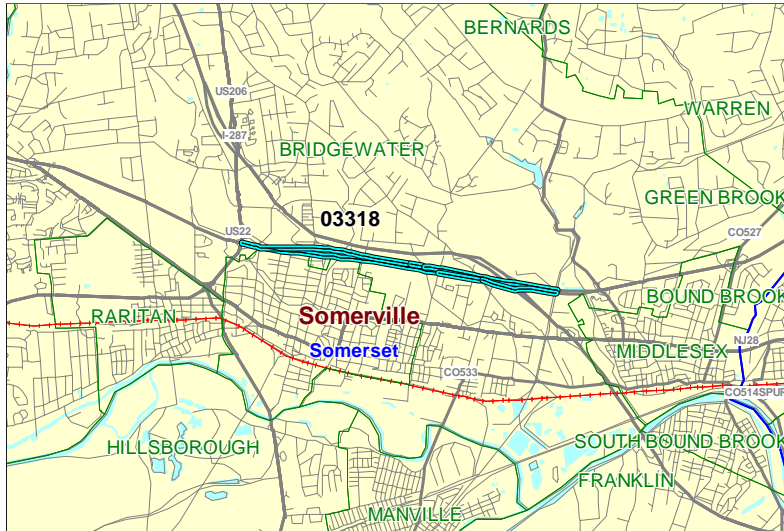 BERNARDS
US206
WARREN
I-287
BRIDGEWATER
GREEN BROOK
03318
US22
CO527
BOUND BROOK
RARITAN
Somerville
NJ28
Somerset
MIDDLESEX
CO533
CO514SPUR
HILLSBOROUGH
SOUTH BOUND BROOK
FRANKLIN
MANVILLE